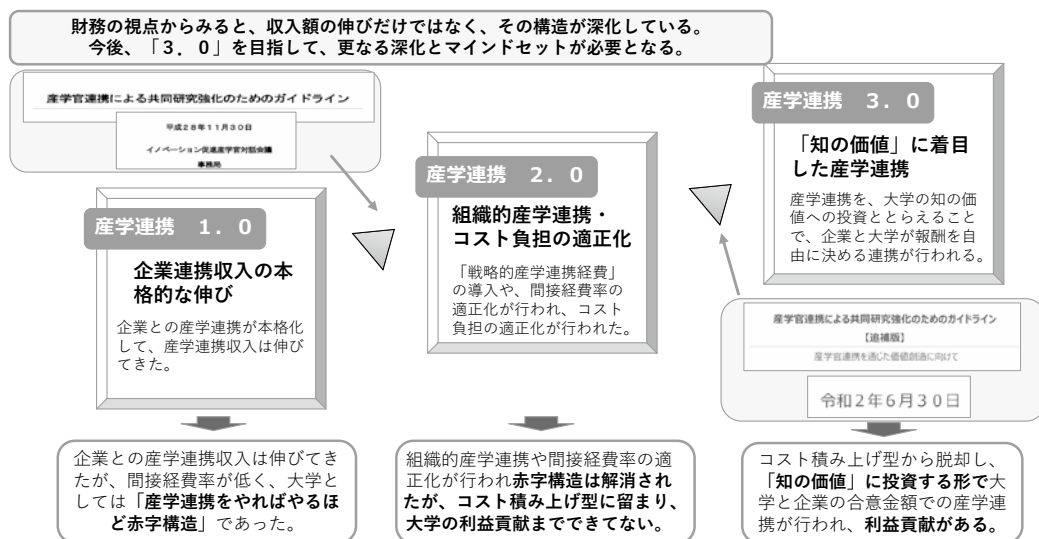 財務の視点からみると、収入額の伸びだけではなく、その構造が深化している。
今後、「３．０」を目指して、更なる深化とマインドセットが必要となる。
産学官連携による共同研究強化のためのガイドライン
平成２８年１１月３０日
イノベーション促進産学官対話会議
事務局
産学連携　１．０
企業連携収入の本
格的な伸び
企業との産学連携が本格化
して、産学連携収入は伸び
てきた。
産学連携　２．０
組織的産学連携・
コスト負担の適正化
「戦略的産学連携経費」
の導入や、間接経費率の
適正化が行われ、コスト
負担の適正化が行われた。
産学連携　３．０
「知の価値」に着目
した産学連携
産学連携を、大学の知の価
値への投資ととらえること
で、企業と大学が報酬を自
由に決める連携が行われる。
産学官連携による共同研究強化のためのガイドライン
【追補版】
産学官連携を通じた価値創造に向けて
令和２年６月３０日
企業との産学連携収入は伸びてき
たが、間接経費率が低く、大学と
しては「産学連携をやればやるほ
ど赤字構造」であった。
組織的産学連携や間接経費率の適
正化が行われ赤字構造は解消され
たが、コスト積み上げ型に留まり、
大学の利益貢献までできてない。
コスト積み上げ型から脱却し、
「知の価値」に投資する形で大
学と企業の合意金額での産学連
携が行われ、利益貢献がある。